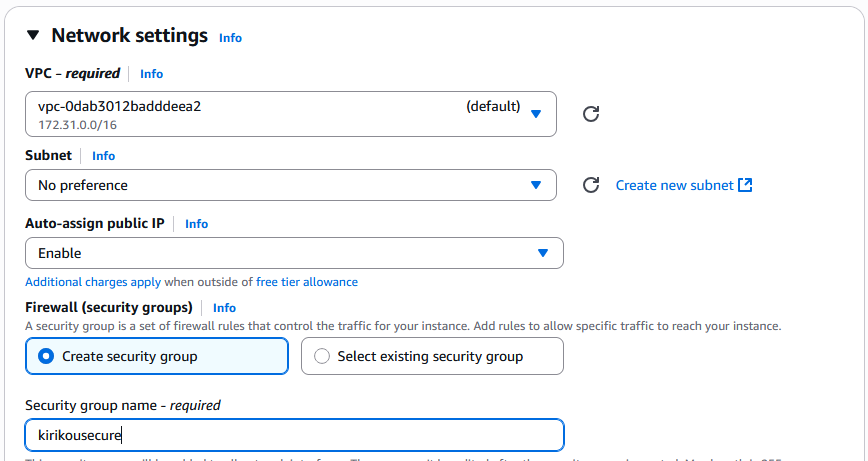 Network settings Info
VPC - required Info
vpc-0dab3012badddeea2 (default)
172.31.0.0/16
Subnet Info
No preference
Create new subnet
Auto-assign public IP Info
Enable
Additional charges apply when outside of free tier allowance
Firewall (security groups) Info
A security group is a set of firewall rules that control the traffic for your instance. Add rules to allow specific traffic to reach your instance.
Create security group
Select existing security group
Security group name - required
kirikousecure